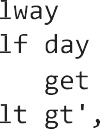 lway
lf day
get
lt gt',